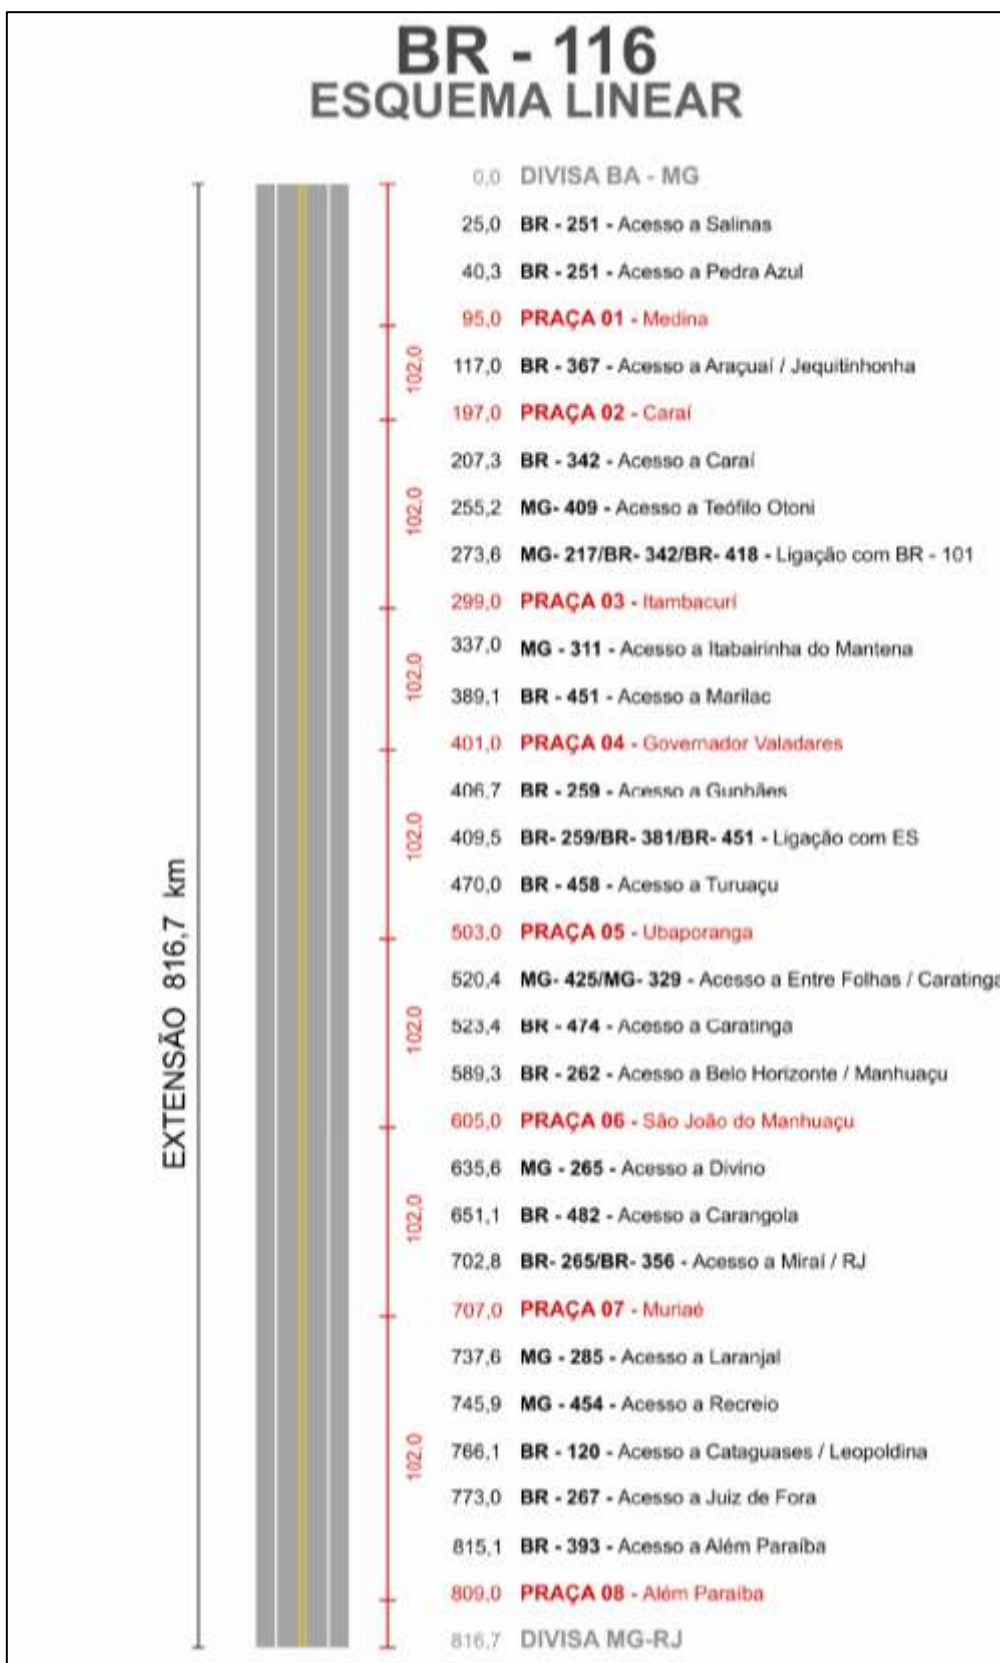 BR - 116
ESQUEMA LINEAR
0,0 DIVISA BA - MG
25,0 BR - 251 - Acesso a Salinas
40,3 BR - 251 - Acesso a Pedra Azul
95,0 PRAÇA 01 - Medina
102,0
117,0 BR - 367 - Acesso a Araçuaí / Jequitinhonha
197,0 PRAÇA 02 - Caraí
207,3 BR - 342 - Acesso a Caraí
102,0
255,2 MG- 409 - Acesso a Teófilo Otoni
273,6 MG- 217/BR- 342/BR- 418 - Ligação com BR - 101
299,0 PRAÇA 03 - Itambacurí
337,0 MG - 311 - Acesso a Itabairinha do Mantena
102,0
389,1 BR - 451 - Acesso a Marilac
401,0 PRAÇA 04 - Governador Valadares
406,7 BR - 259 - Acesso a Gunhães
102,0
409,5 BR- 259/BR- 381/BR- 451 - Ligação com ES
470,0 BR - 458 - Acesso a Turuaçu
503,0 PRAÇA 05 - Ubaporanga
520,4 MG- 425/MG- 329 - Acesso a Entre Folhas / Caratinga
102,0
523,4 BR - 474 - Acesso a Caratinga
589,3 BR - 262 - Acesso a Belo Horizonte / Manhuaçu
605,0 PRAÇA 06 - São João do Manhuaçu
635,6 MG - 265 - Acesso a Divino
102,0
651,1 BR - 482 - Acesso a Carangola
702,8 BR- 265/BR- 356 - Acesso a Miraí / RJ
707,0 PRAÇA 07 - Muriaé
737,6 MG - 285 - Acesso a Laranjal
745,9 MG - 454 - Acesso a Recreio
102,0
766,1 BR - 120 - Acesso a Cataguases / Leopoldina
773,0 BR - 267 - Acesso a Juiz de Fora
815,1 BR - 393 - Acesso a Além Paraíba
809,0 PRAÇA 08 - Além Paraíba
816,7 DIVISA MG-RJ
EXTENSÃO 816,7 km